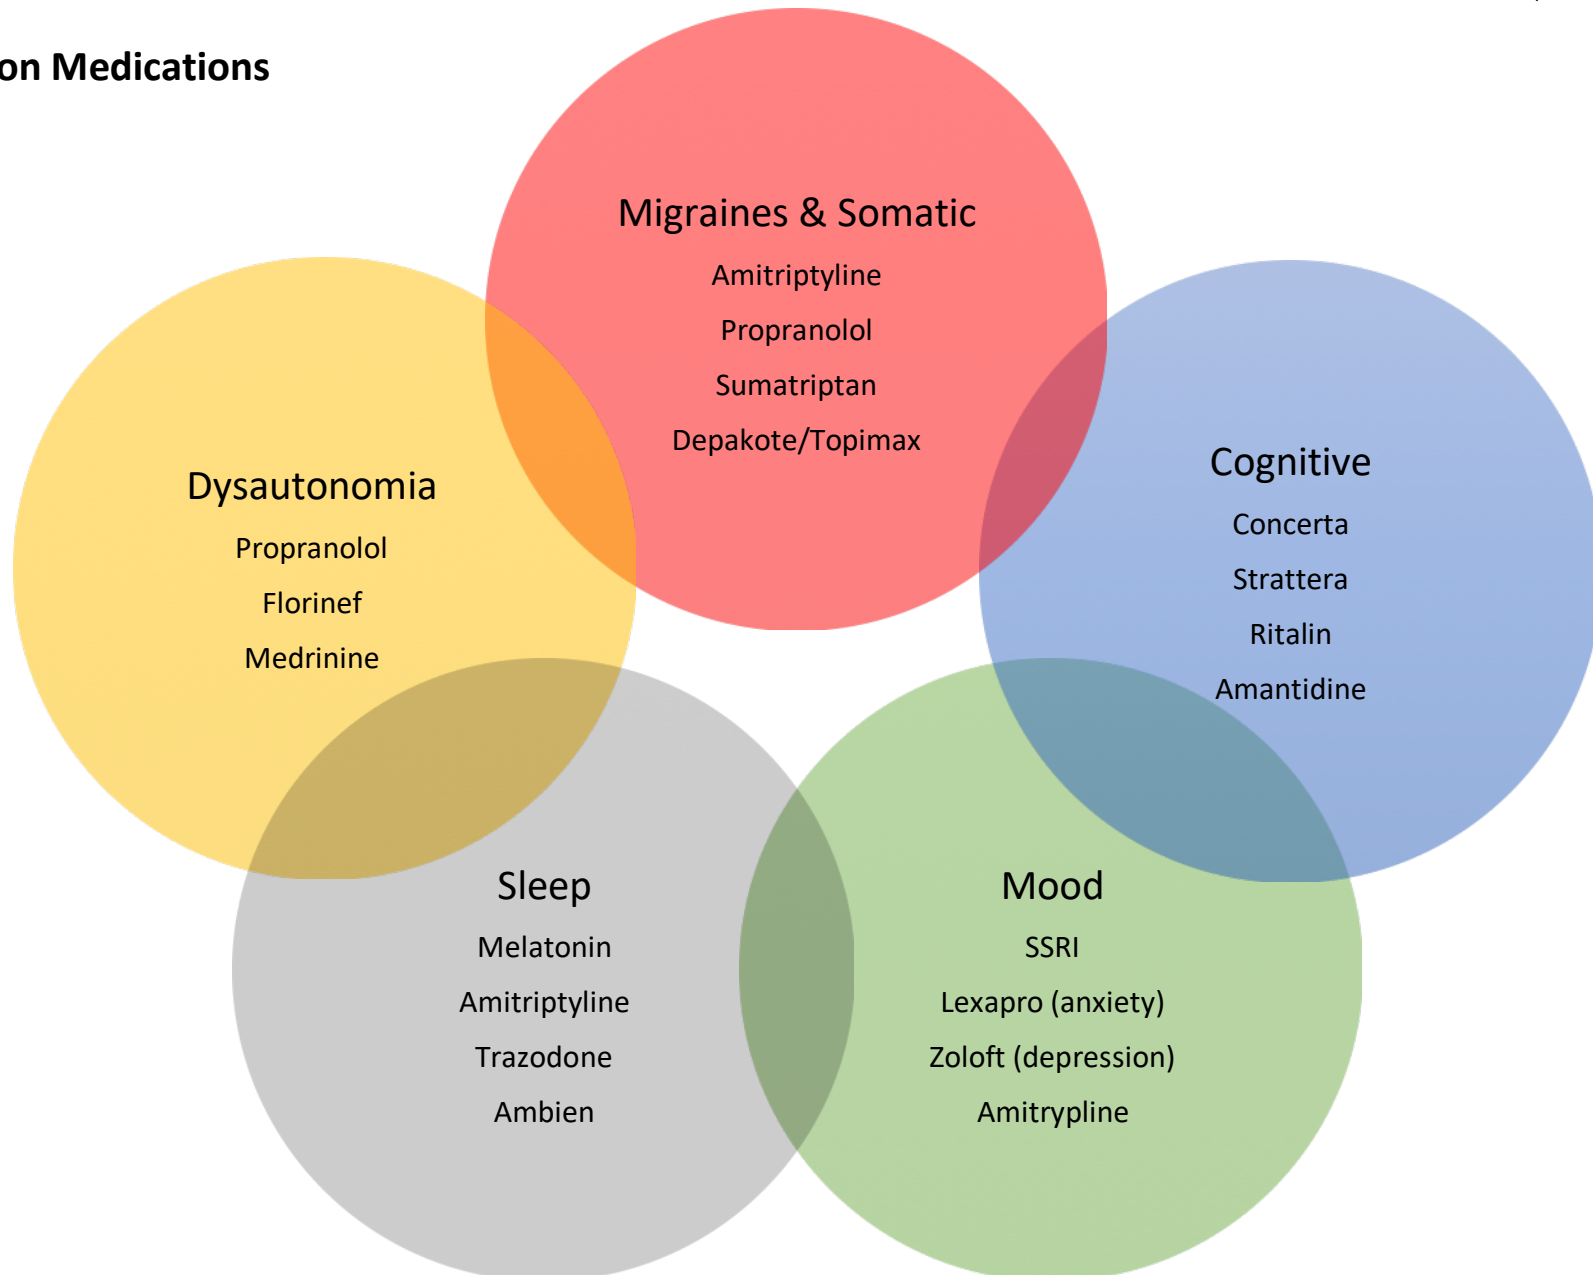 on Medications
Migraines & Somatic
Amitriptyline
Propranolol
Sumatriptan
Depakote/Topimax
Dysautonomia
Propranolol
Florinef
Medrinine
Cognitive
Concerta
Strattera
Ritalin
Amantidine
Sleep
Melatonin
Amitriptyline
Trazodone
Ambien
Mood
SSRI
Lexapro (anxiety)
Zoloft (depression)
Amitrypline